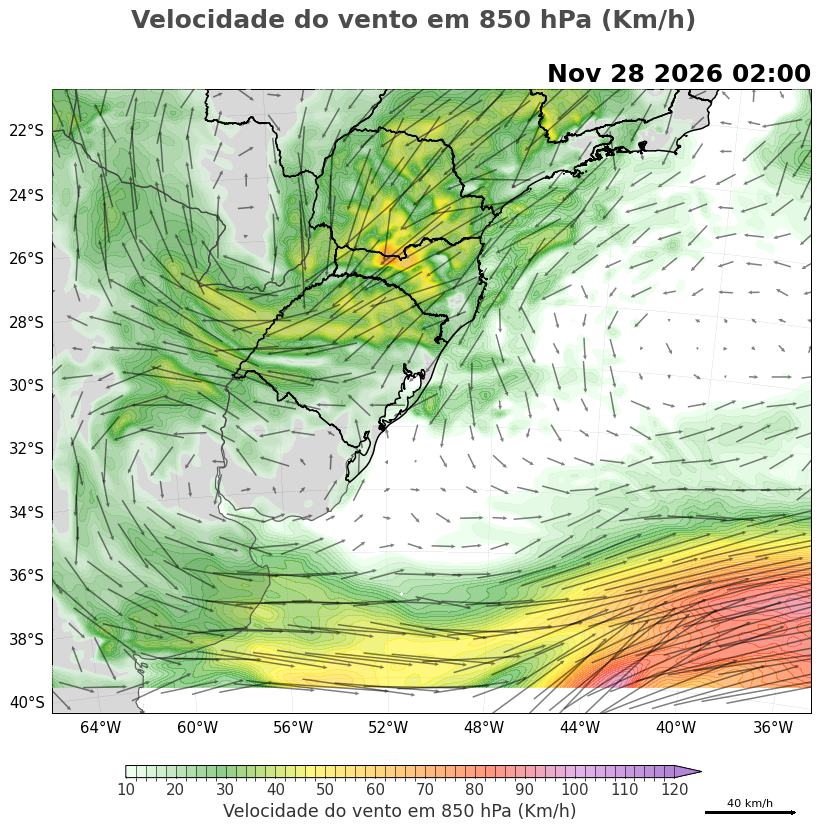 Velocidade do vento em 850 hPa (Km/h)
Nov 28 2026 02:00
22°S
24°S
26°S
28°S
30°S
32°S
34°S
36°S
38°S
40°S
64°W 60°W 56°W 52°W 48°W 44°W 40°W 36°W
10 20 30 40 50 60 70 80 90 100 110 120
Velocidade do vento em 850 hPa (Km/h)
40 km/h